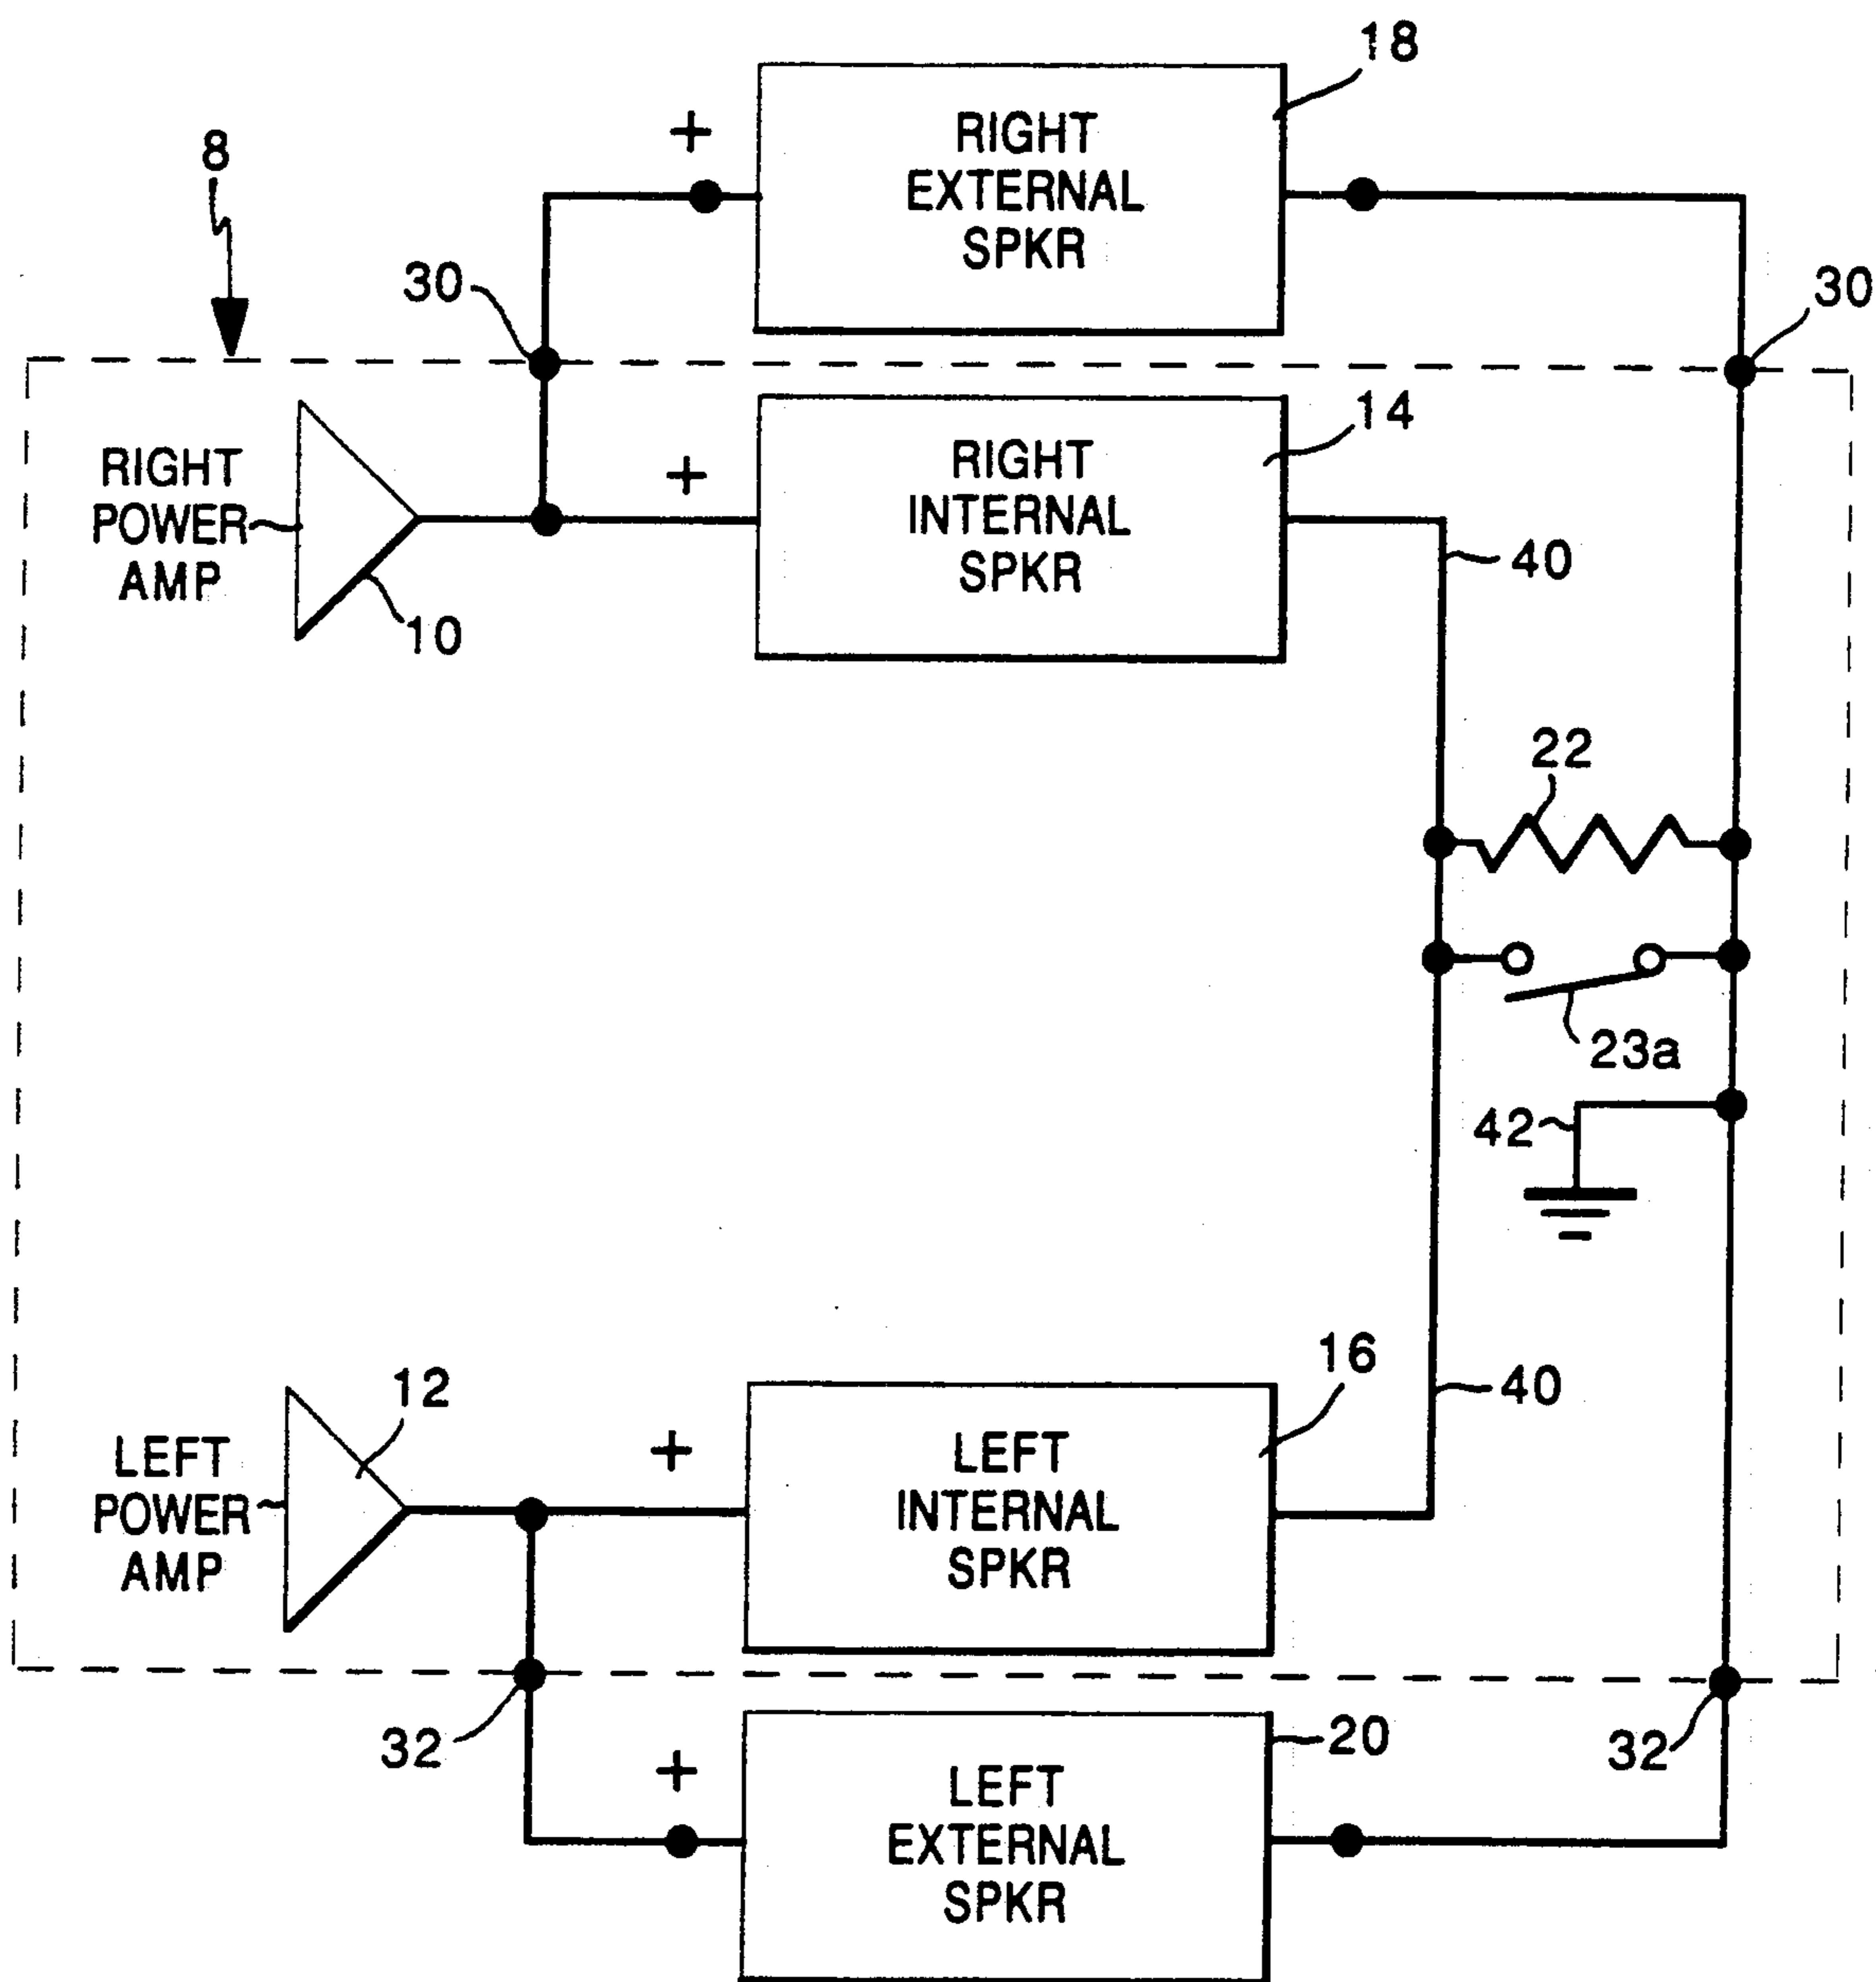 18
+
RIGHT
EXTERNAL
SPKR
8
30
30
14
+
RIGHT
INTERNAL
SPKR
RIGHT
POWER
AMP
10
40
22
23a
42
16
12
40
+
LEFT
INTERNAL
SPKR
LEFT
POWER
AMP
32
20
32
+
LEFT
EXTERNAL
SPKR